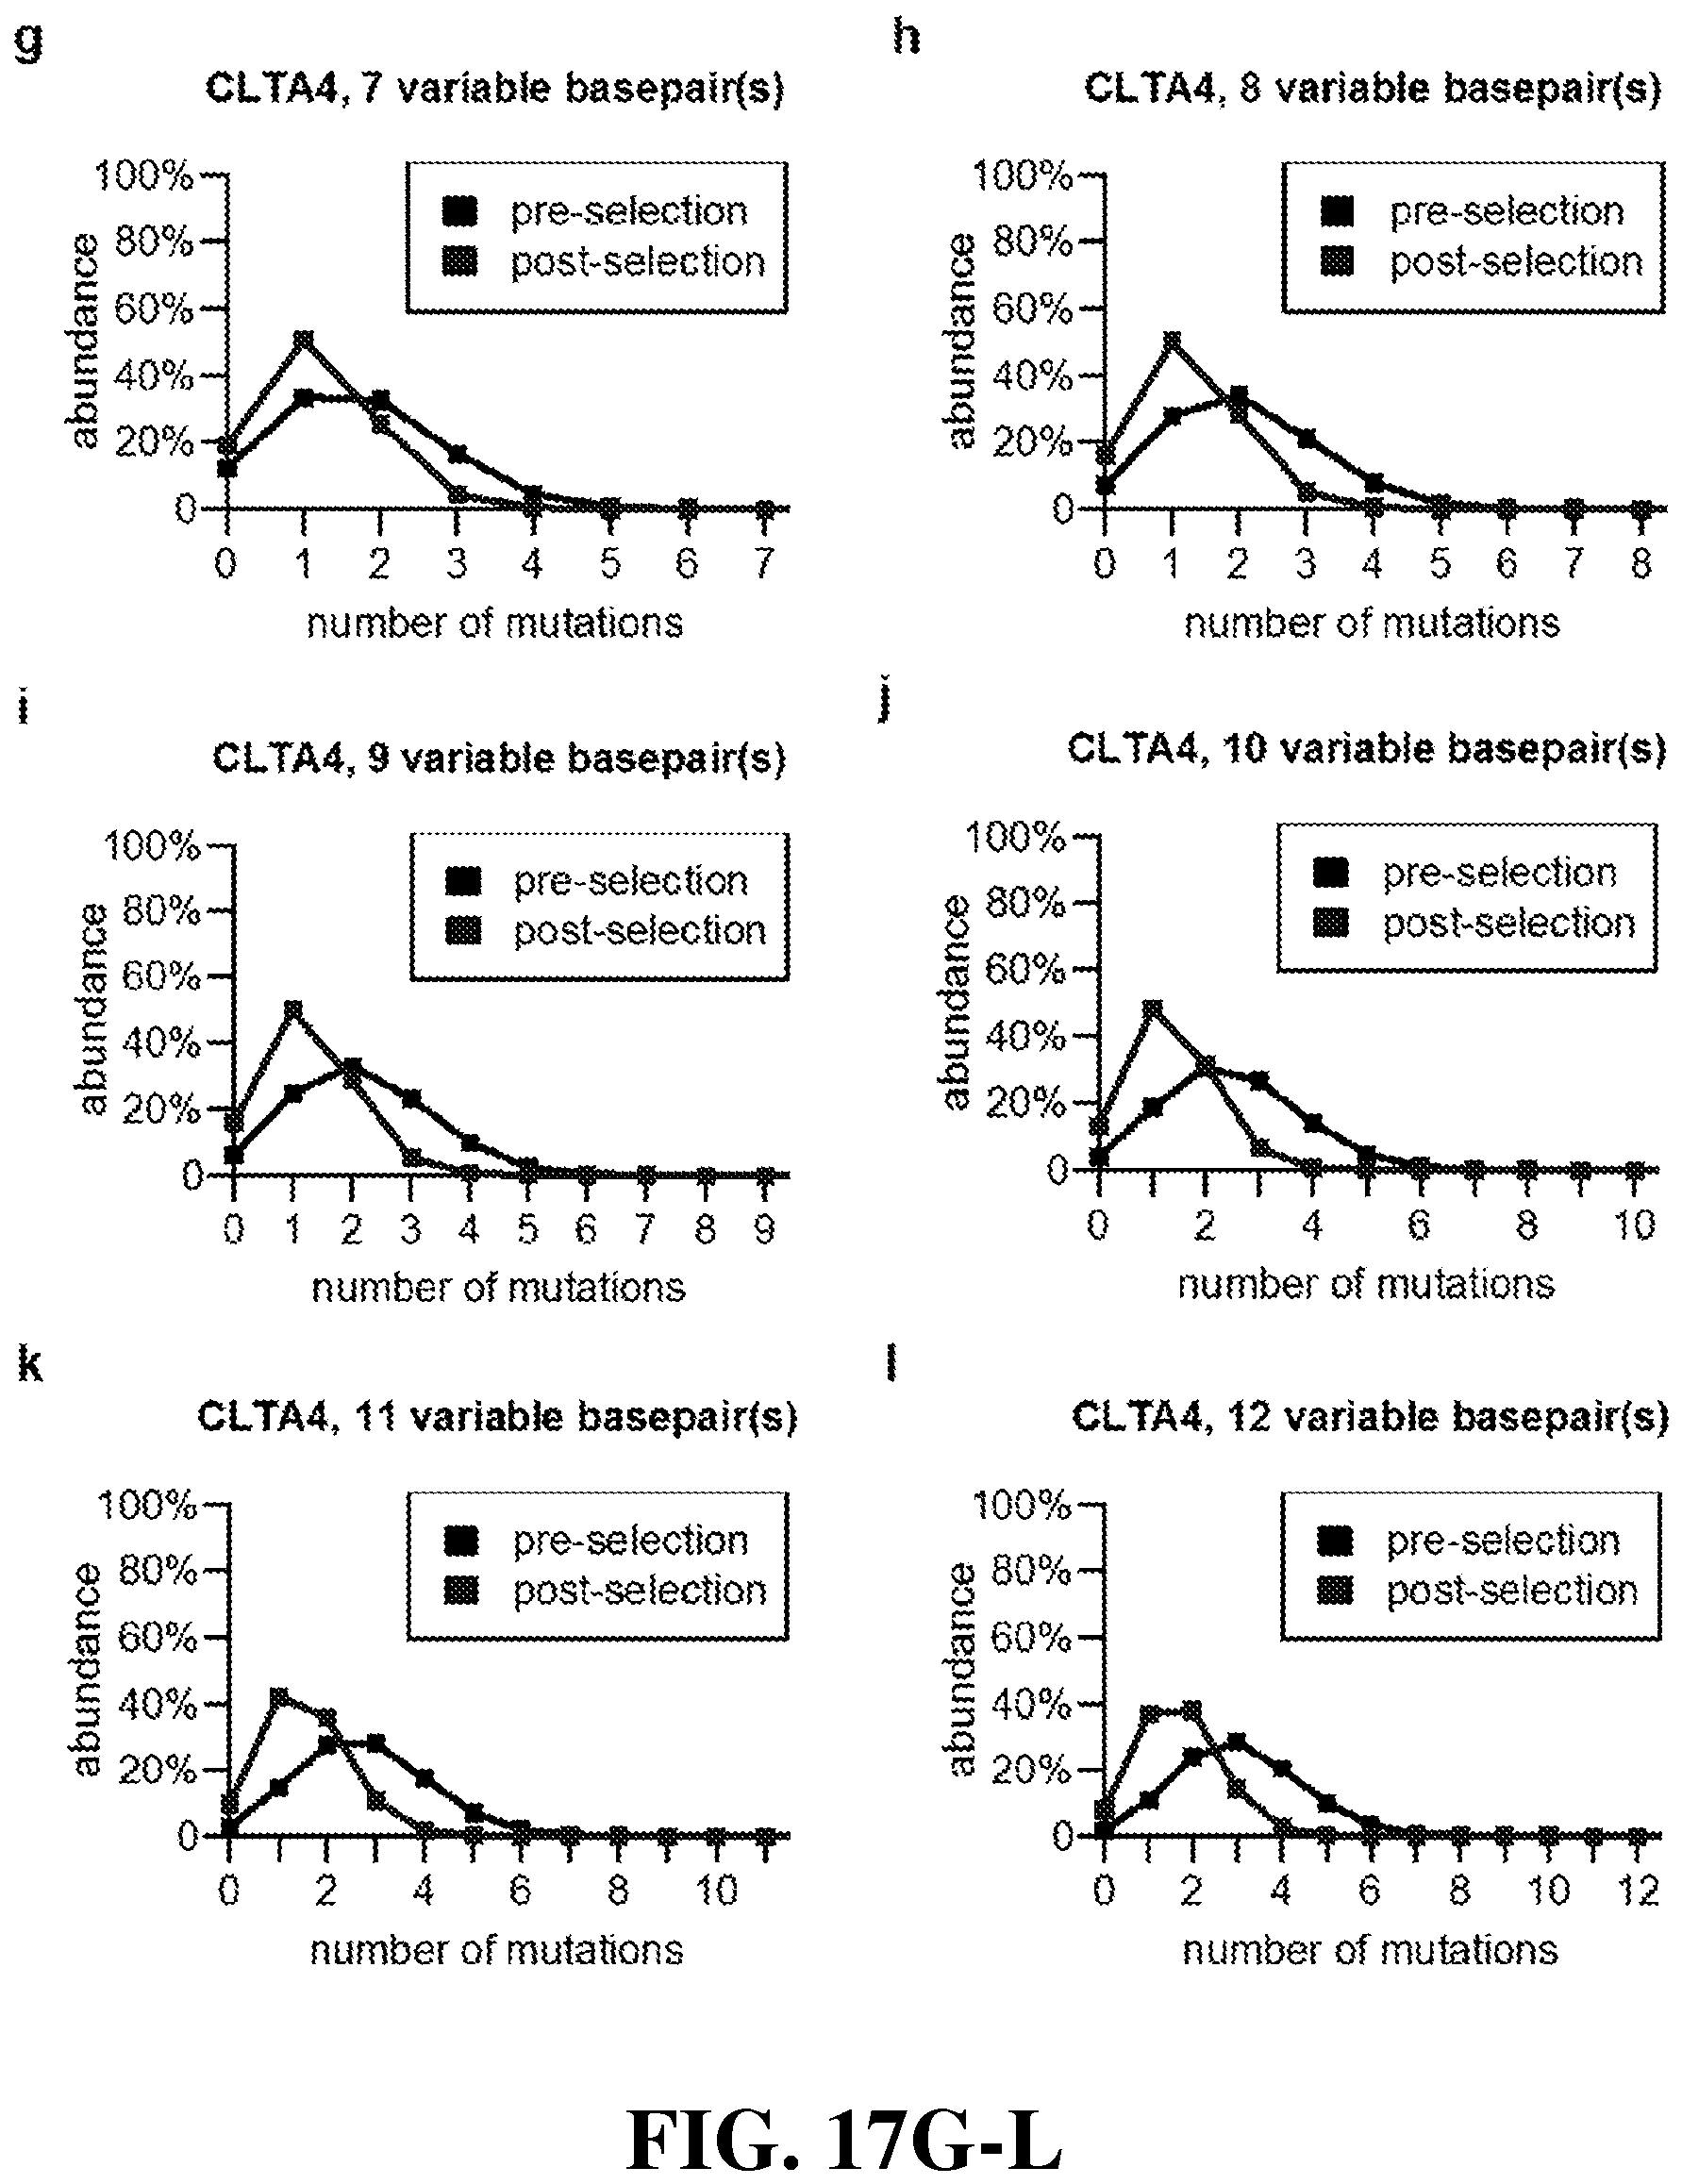 g
CLTA4, 7 variable basepair(s)
100%
80%
60%
40%
20%
0
abundance
pre-selection
post-selection
0 1 2 3 4 5 6 7
number of mutations
h
CLTA4, 8 variable basepair(s)
100%
80%
60%
40%
20%
0
abundance
pre-selection
post-selection
0 1 2 3 4 5 6 7 8
number of mutations
i
CLTA4, 9 variable basepair(s)
100%
80%
60%
40%
20%
0
abundance
pre-selection
post-selection
0 1 2 3 4 5 6 7 8 9
number of mutations
j
CLTA4, 10 variable basepair(s)
100%
80%
60%
40%
20%
0
abundance
pre-selection
post-selection
0 2 4 6 8 10
number of mutations
k
CLTA4, 11 variable basepair(s)
100%
80%
60%
40%
20%
0
abundance
pre-selection
post-selection
0 2 4 6 8 10
number of mutations
l
CLTA4, 12 variable basepair(s)
100%
80%
60%
40%
20%
0
abundance
pre-selection
post-selection
0 2 4 6 8 10 12
number of mutations
FIG. 17G-L